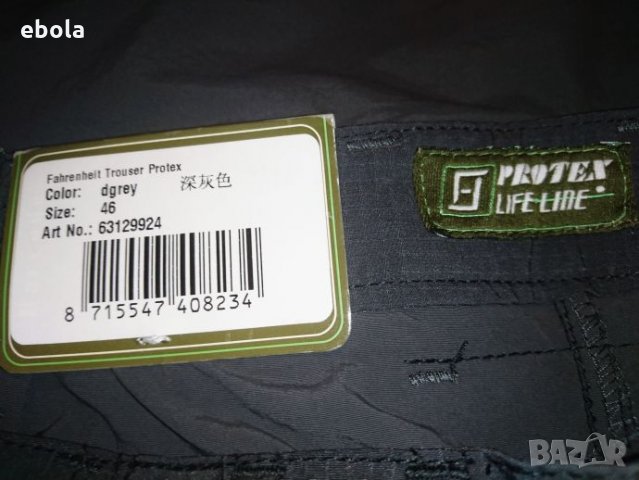 ebola
Fahrenheit Trouser Protex
Color: dgrey 深灰色
Size: 46
Art No.: 63129924
8 715547 408234
PROTEX
LIFE LINE
BAZAR